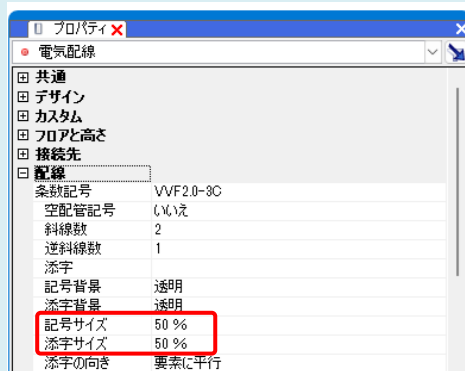 プロパティ
電気配線
共通
デザイン
カスタム
フロアと高さ
接続先
配線
条数記号 VVF2.0-3C
空配管記号 いいえ
斜線数 2
逆斜線数 1
添字
記号背景 透明
添字背景 透明
記号サイズ 50 %
添字サイズ 50 %
添字の向き 要素に平行